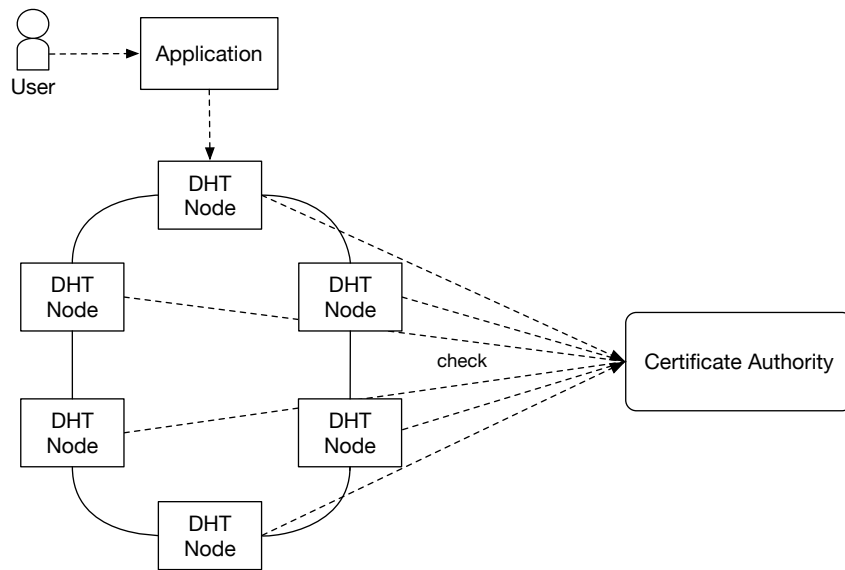 Application
User
DHT
Node
DHT
Node
DHT
Node
check
Certificate Authority
DHT
Node
DHT
Node
DHT
Node